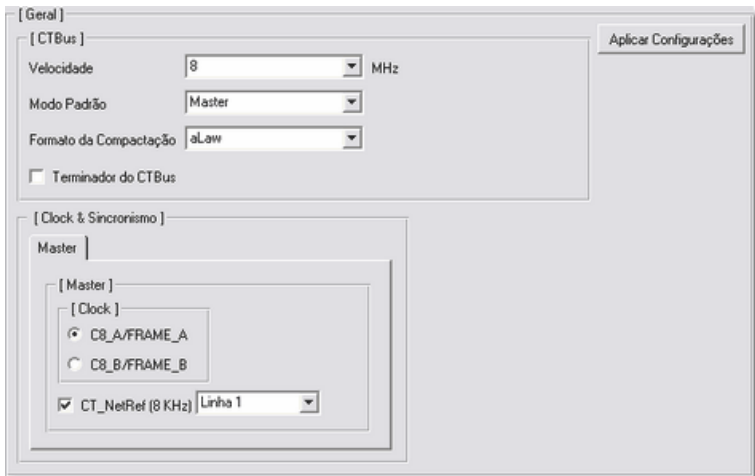 [ Geral ]
[ CTBus ]
Aplicar Configurações
Velocidade 8 MHz
Modo Padrão Master
Formato da Compactação aLaw
Terminador do CTBus
[ Clock & Sincronismo ]
Master
[ Master ]
[ Clock ]
C8_A/FRAME_A
C8_B/FRAME_B
CT_NetRef (8 KHz) Linha 1